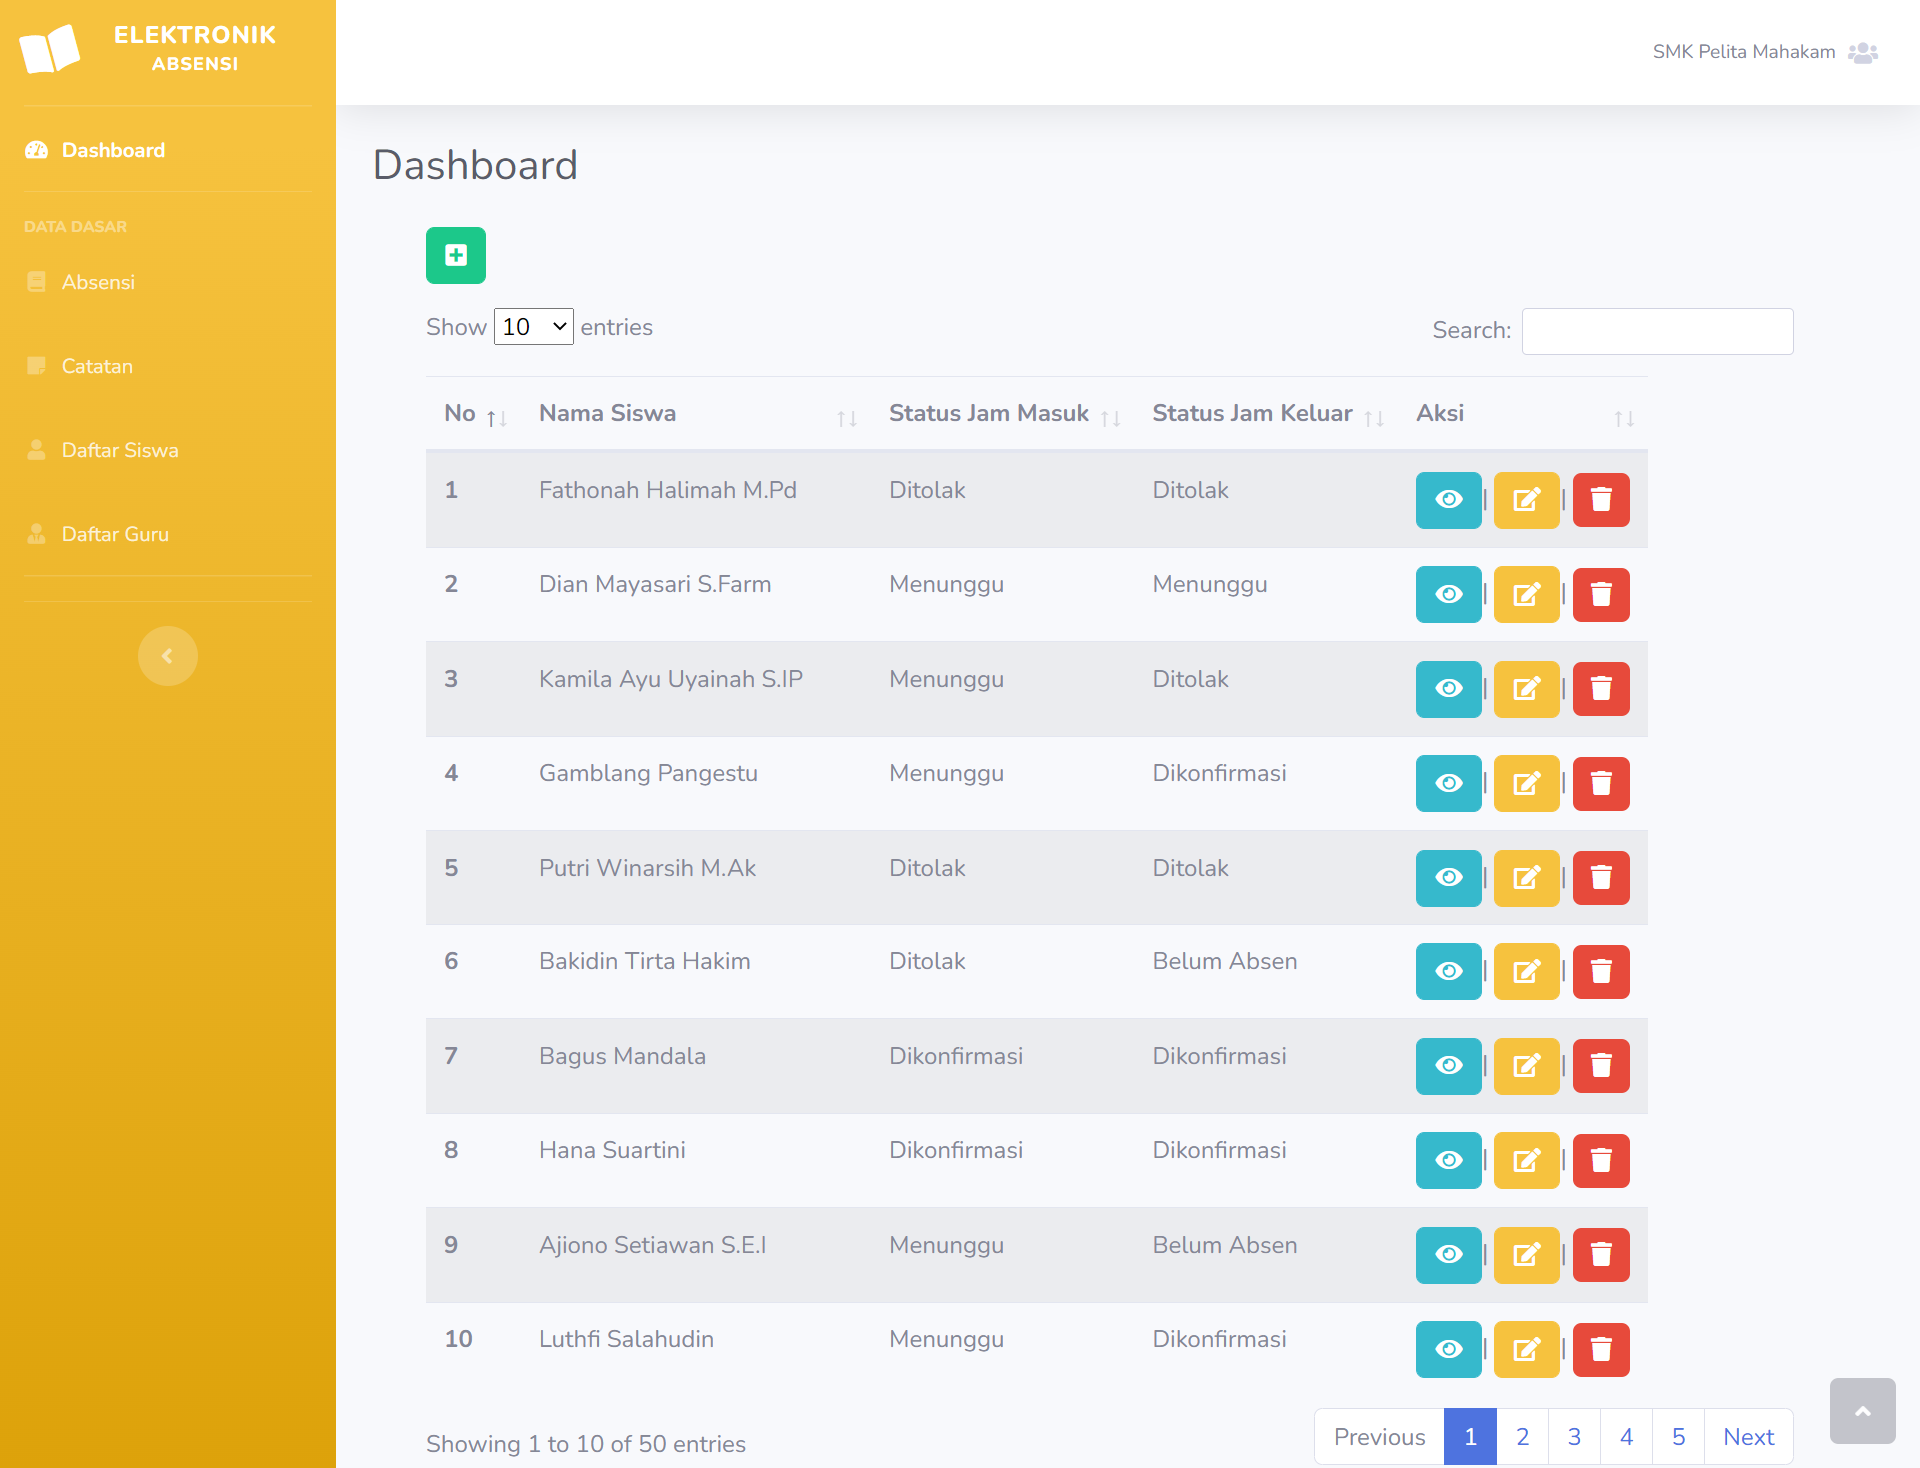 ELEKTRONIK
ABSENSI
SMK Pelita Mahakam
Dashboard
DATA DASAR
Absensi
Catatan
Daftar Siswa
Daftar Guru
Dashboard
Show 10 entries
Search:
No Nama Siswa Status Jam Masuk Status Jam Keluar Aksi
1 Fathonah Halimah M.Pd Ditolak Ditolak | |
2 Dian Mayasari S.Farm Menunggu Menunggu | |
3 Kamila Ayu Uyainah S.IP Menunggu Ditolak | |
4 Gamblang Pangestu Menunggu Dikonfirmasi | |
5 Putri Winarsih M.Ak Ditolak Ditolak | |
6 Bakidin Tirta Hakim Ditolak Belum Absen | |
7 Bagus Mandala Dikonfirmasi Dikonfirmasi | |
8 Hana Suartini Dikonfirmasi Dikonfirmasi | |
9 Ajiono Setiawan S.E.I Menunggu Belum Absen | |
10 Luthfi Salahudin Menunggu Dikonfirmasi | |
Showing 1 to 10 of 50 entries
Previous 1 2 3 4 5 Next